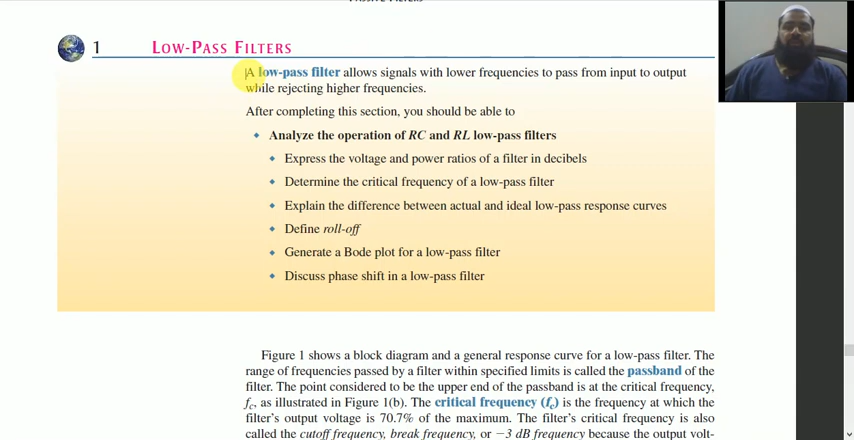 1 LOW-PASS FILTERS
A low-pass filter allows signals with lower frequencies to pass from input to output
while rejecting higher frequencies.
After completing this section, you should be able to
◆ Analyze the operation of RC and RL low-pass filters
◆ Express the voltage and power ratios of a filter in decibels
◆ Determine the critical frequency of a low-pass filter
◆ Explain the difference between actual and ideal low-pass response curves
◆ Define roll-off
◆ Generate a Bode plot for a low-pass filter
◆ Discuss phase shift in a low-pass filter
Figure 1 shows a block diagram and a general response curve for a low-pass filter. The
range of frequencies passed by a filter within specified limits is called the passband of the
filter. The point considered to be the upper end of the passband is at the critical frequency,
fc, as illustrated in Figure 1(b). The critical frequency (fc) is the frequency at which the
filter's output voltage is 70.7% of the maximum. The filter's critical frequency is also
called the cutoff frequency, break frequency, or −3 dB frequency because the output volt-